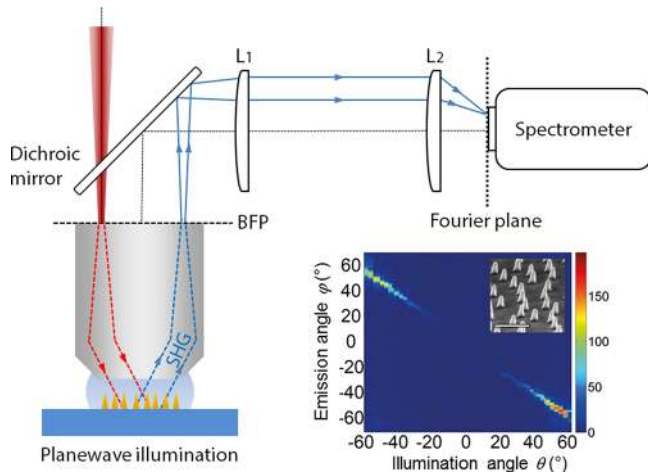 L1
L2
Dichroic
mirror
Spectrometer
BFP
Fourier plane
SHG
Planewave illumination
Emission angle φ(°)
60
40
20
0
-20
-40
-60
-60 -40 -20 0 20 40 60
Illumination angle θ(°)
150
100
50
0